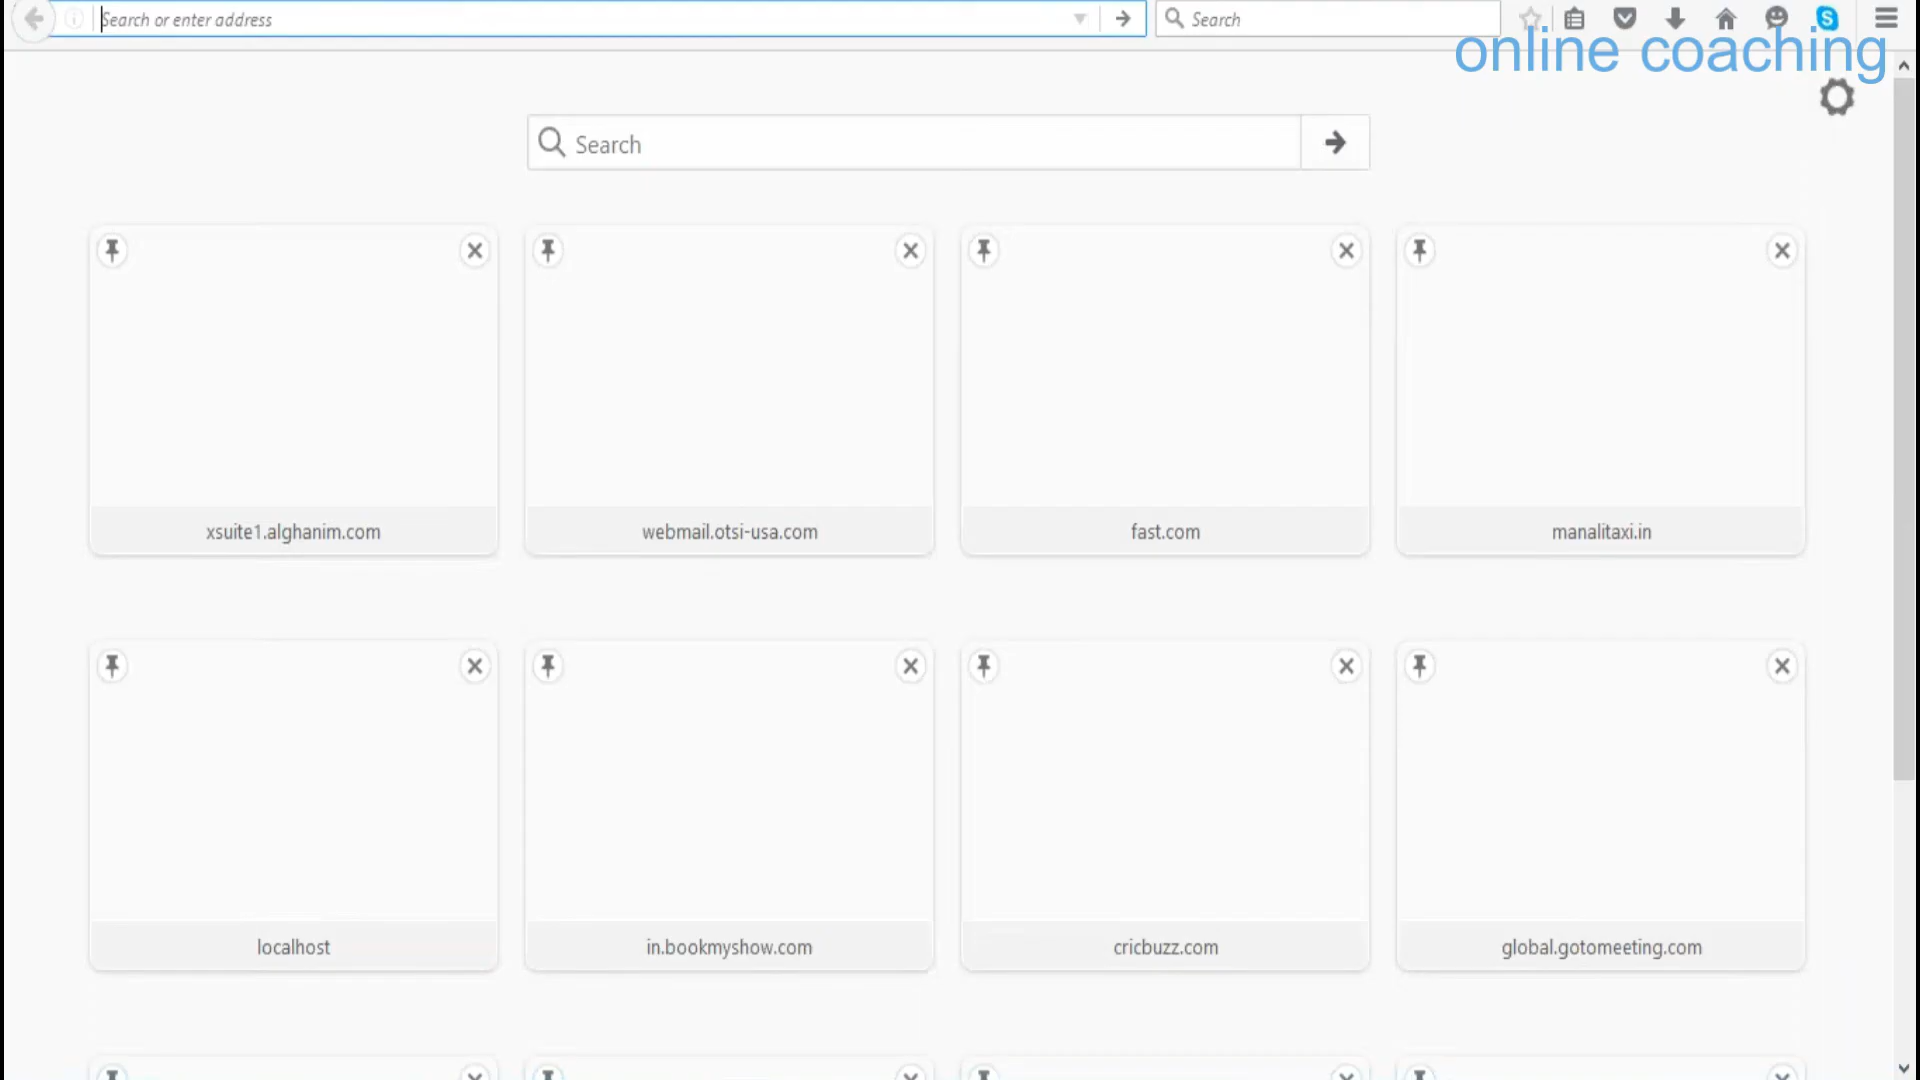 Search or enter address
Search
online coaching
Search
xsuite1.alghanim.com
webmail.otsi-usa.com
fast.com
manalitaxi.in
localhost
in.bookmyshow.com
cricbuzz.com
global.gotomeeting.com